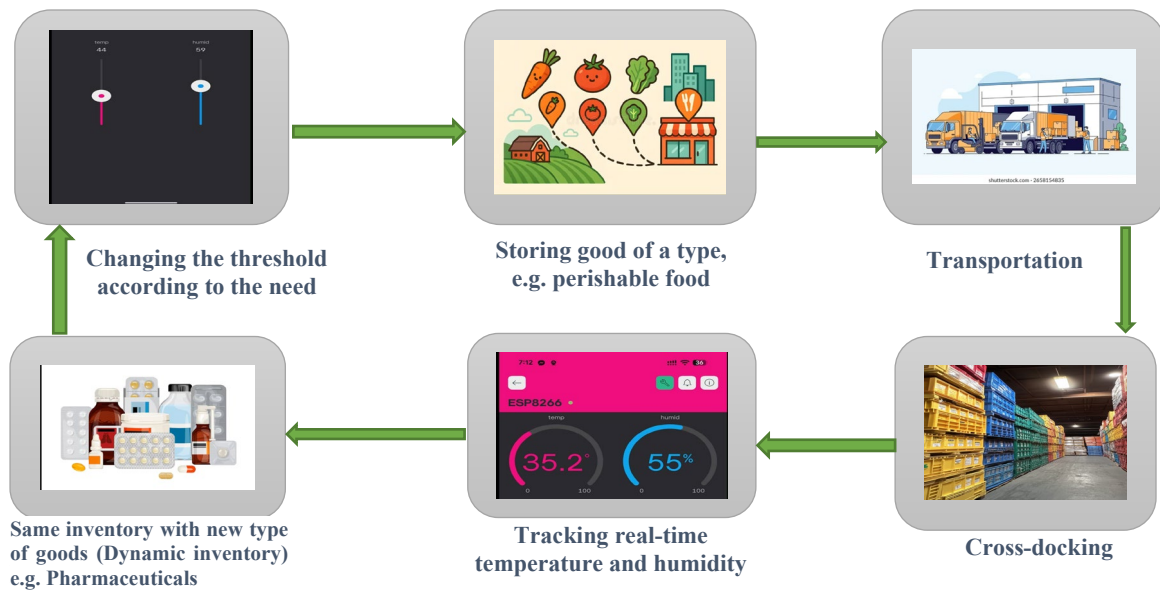 temp
humid
44
59
Changing the threshold
according to the need
Storing good of a type,
e.g. perishable food
shutterstock.com · 2658154835
Transportation
Same inventory with new type
of goods (Dynamic inventory)
e.g. Pharmaceuticals
7:12
36
ESP8266
temp
humid
35.2°
55%
0
100
0
100
Tracking real-time
temperature and humidity
Cross-docking